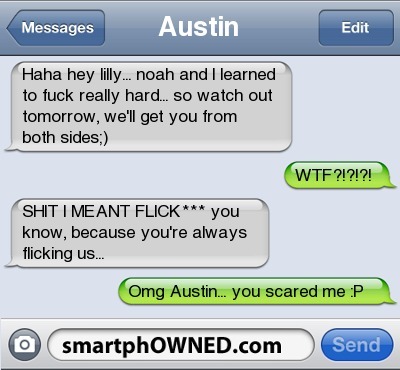 Messages
Austin
Edit
Haha hey lilly... noah and I learned
to fuck really hard... so watch out
tomorrow, we'll get you from
both sides;)
WTF?!?!?!
SHIT I MEANT FLICK*** you
know, because you're always
flicking us...
Omg Austin... you scared me :P
smartphOWNED.com
Send